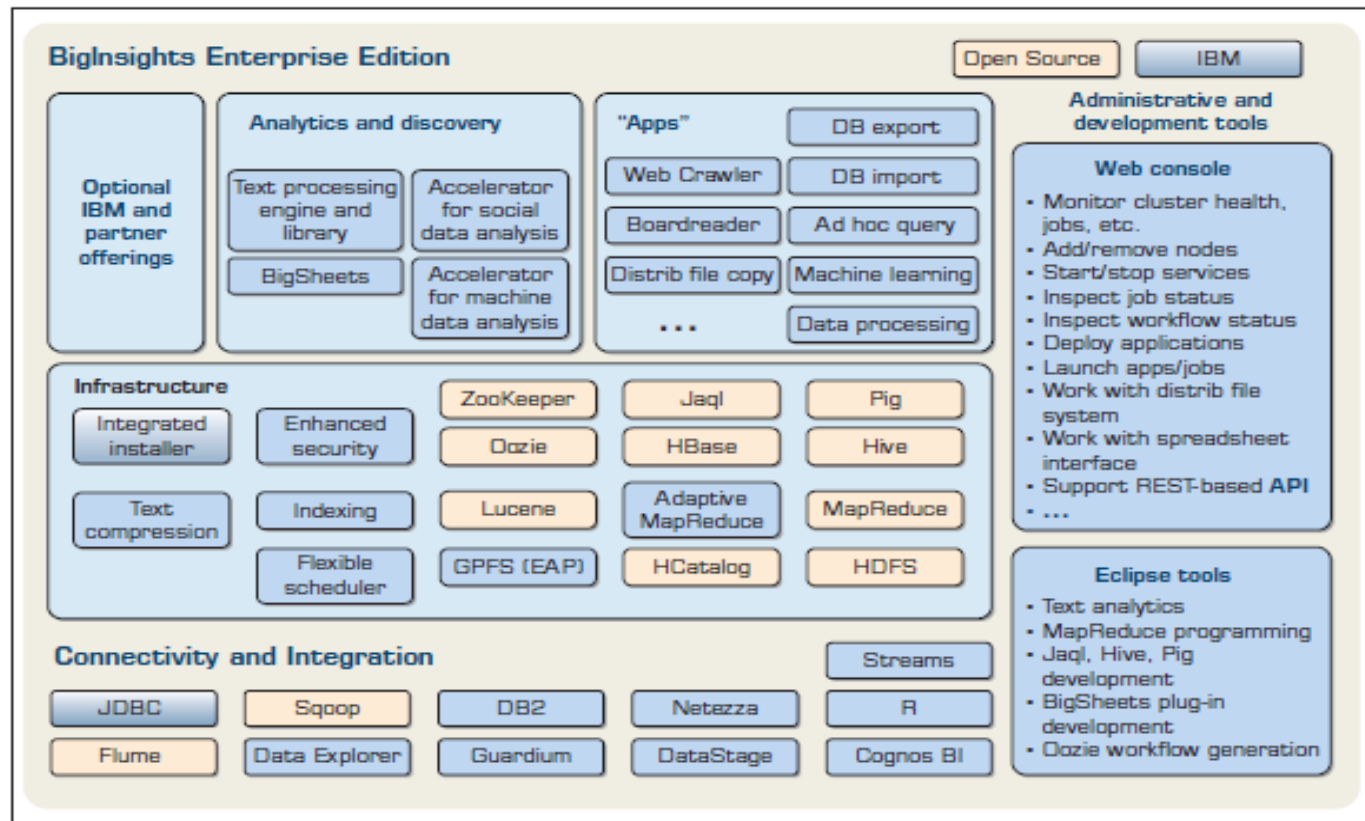 BigInsights Enterprise Edition
Open Source
IBM
Optional
IBM and
partner
offerings
Analytics and discovery
Text processing
engine and
library
Accelerator
for social
data analysis
BigSheets
Accelerator
for machine
data analysis
"Apps"
DB export
Web Crawler
DB import
Boardreader
Ad hoc query
Distrib file copy
Machine learning
...
Data processing
Administrative and
development tools
Web console
• Monitor cluster health,
jobs, etc.
• Add/remove nodes
• Start/stop services
• Inspect job status
• Inspect workflow status
• Deploy applications
• Launch apps/jobs
• Work with distrib file
system
• Work with spreadsheet
interface
• Support REST-based API
• ...
Infrastructure
Integrated
installer
Enhanced
security
ZooKeeper
Jaql
Pig
Oozie
HBase
Hive
Text
compression
Indexing
Lucene
Adaptive
MapReduce
MapReduce
Flexible
scheduler
GPFS (EAP)
HCatalog
HDFS
Eclipse tools
• Text analytics
• MapReduce programming
• Jaql, Hive, Pig
development
• BigSheets plug-in
development
• Oozie workflow generation
Connectivity and Integration
Streams
JDBC
Sqoop
DB2
Netezza
R
Flume
Data Explorer
Guardium
DataStage
Cognos BI